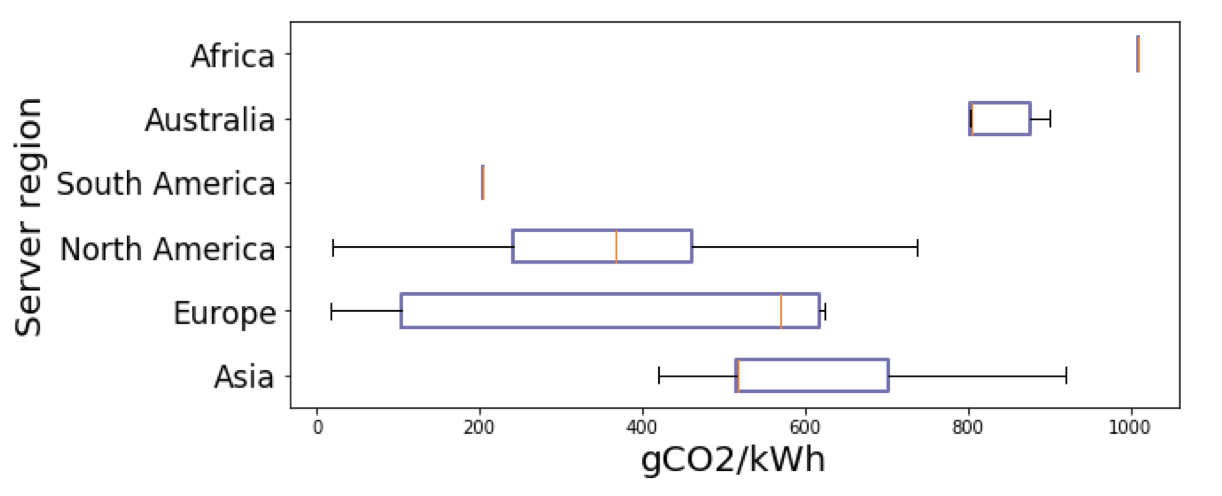 Server region
Africa
Australia
South America
North America
Europe
Asia
0 200 400 600 800 1000
gCO2/kWh